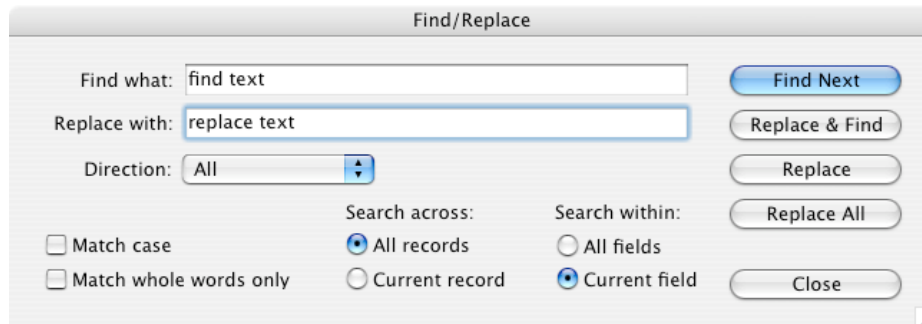 Find/Replace
Find what: find text
Find Next
Replace with: replace text
Replace & Find
Direction: All
Replace
Search across:
Search within:
Replace All
Match case
All records
All fields
Match whole words only
Current record
Current field
Close